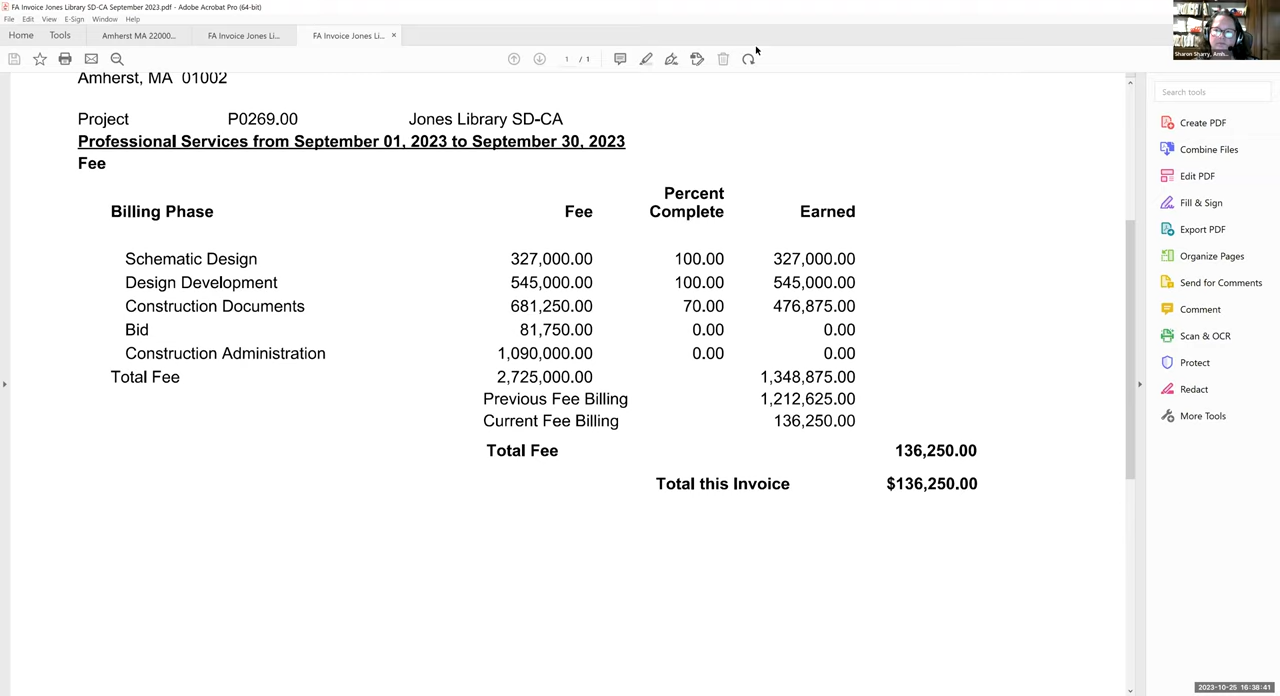 FA Invoice Jones Library SD-CA September 2023.pdf - Adobe Acrobat Pro (64-bit)
File Edit View E-Sign Window Help
Home Tools Amherst MA 22000... FA Invoice Jones Li... FA Invoice Jones Li... ×
1 / 1
Sharon Sharry, Amh...
Amherst, MA 01002
Project P0269.00 Jones Library SD-CA
Professional Services from September 01, 2023 to September 30, 2023
Fee
Billing Phase Fee Percent Complete Earned
Schematic Design 327,000.00 100.00 327,000.00
Design Development 545,000.00 100.00 545,000.00
Construction Documents 681,250.00 70.00 476,875.00
Bid 81,750.00 0.00 0.00
Construction Administration 1,090,000.00 0.00 0.00
Total Fee 2,725,000.00 1,348,875.00
Previous Fee Billing 1,212,625.00
Current Fee Billing 136,250.00
Total Fee 136,250.00
Total this Invoice $136,250.00
Search tools
Create PDF
Combine Files
Edit PDF
Fill & Sign
Export PDF
Organize Pages
Send for Comments
Comment
Scan & OCR
Protect
Redact
More Tools
2023-10-25 16:38:41